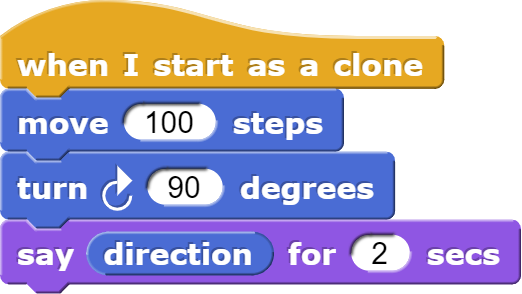 when I start as a clone
move 100 steps
turn 90 degrees
say direction for 2 secs